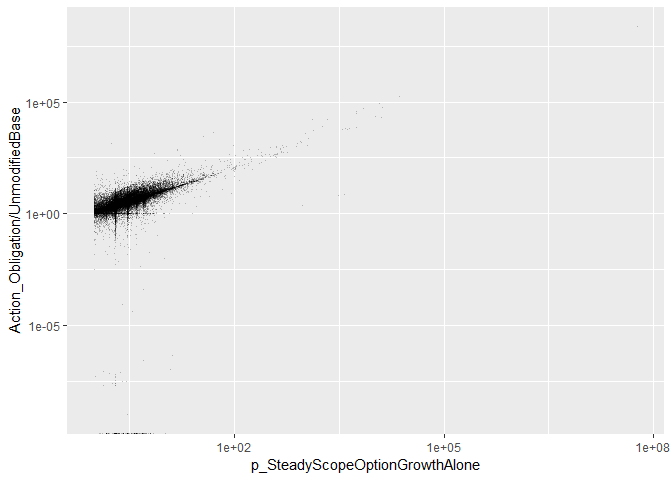 Action_Obligation/UnmodifiedBase
1e+05
1e+00
1e-05
1e+02
1e+05
1e+08
p_SteadyScopeOptionGrowthAlone